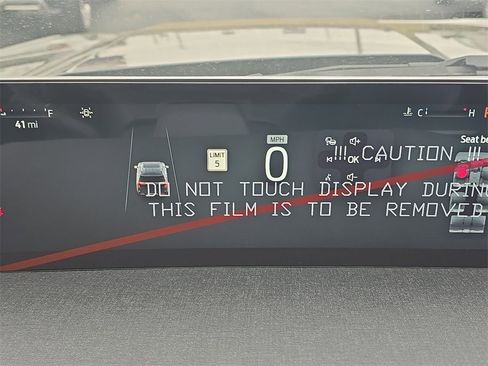 F
C H
41 mi
MPH
Seat be
LIMIT
5
0
OK
!!! CAUTION !!!
DO NOT TOUCH DISPLAY DURING
THIS FILM IS TO BE REMOVED